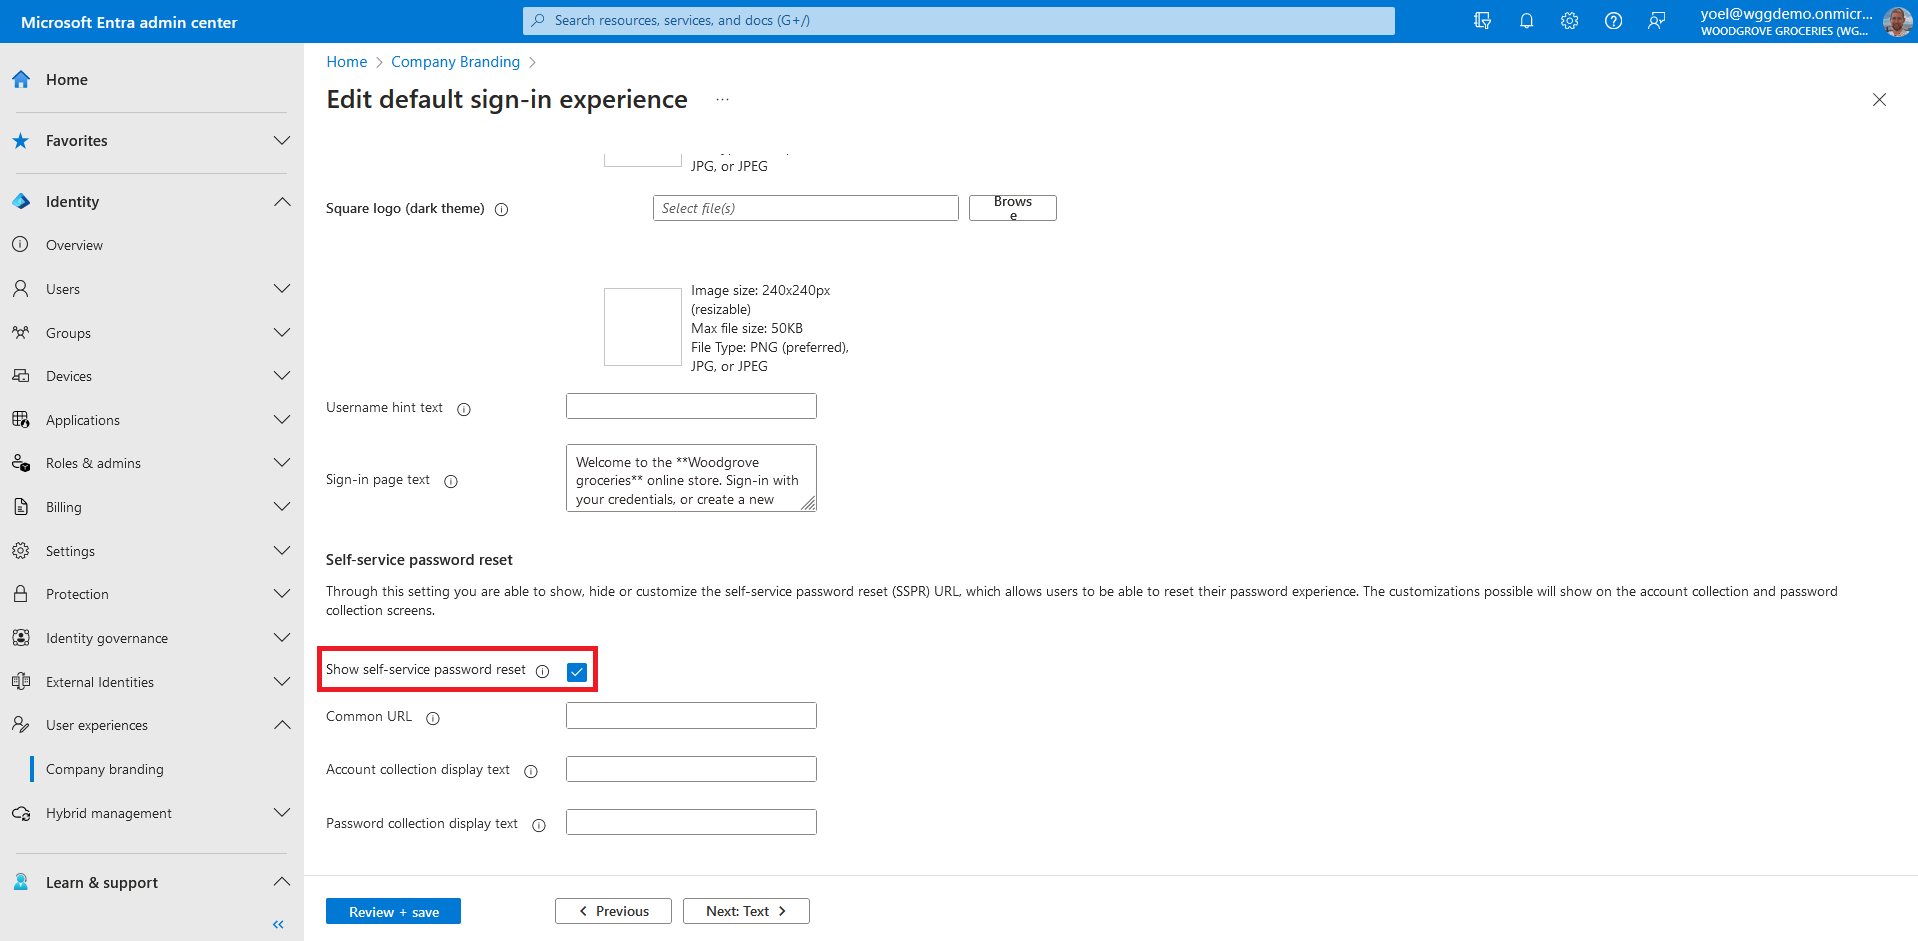 Microsoft Entra admin center
Search resources, services, and docs (G+/)
yoel@wggdemo.onmicr...
WOODGROVE GROCERIES (WG...
Home
Favorites
Identity
Overview
Users
Groups
Devices
Applications
Roles & admins
Billing
Settings
Protection
Identity governance
External Identities
User experiences
Company branding
Hybrid management
Learn & support
Home
Company Branding
Edit default sign-in experience
JPG, or JPEG
Square logo (dark theme)
Select file(s)
Brows
e
Image size: 240x240px
(resizable)
Max file size: 50KB
File Type: PNG (preferred),
JPG, or JPEG
Username hint text
Sign-in page text
Welcome to the **Woodgrove
groceries** online store. Sign-in with
your credentials, or create a new
Self-service password reset
Through this setting you are able to show, hide or customize the self-service password reset (SSPR) URL, which allows users to be able to reset their password experience. The customizations possible will show on the account collection and password
collection screens.
Show self-service password reset
Common URL
Account collection display text
Password collection display text
Review + save
Previous
Next: Text